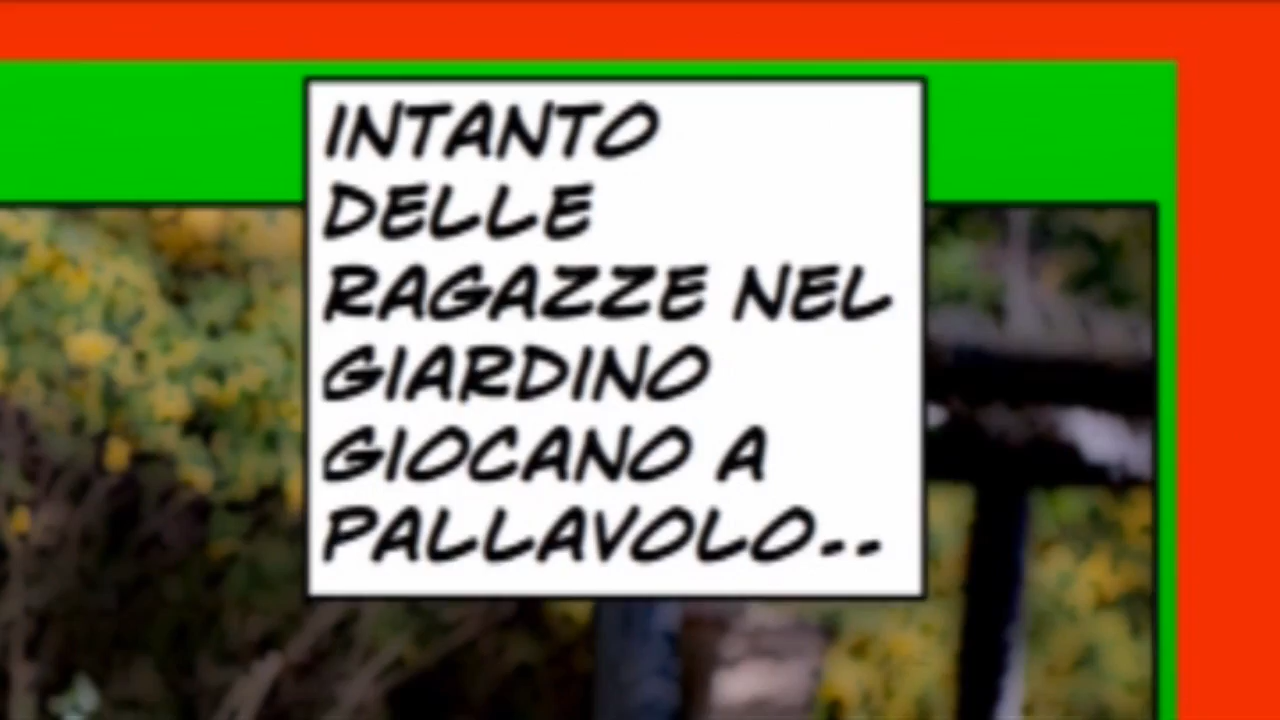 INTANTO
DELLE
RAGAZZE NEL
GIARDINO
GIOCANO A
PALLAVOLO..